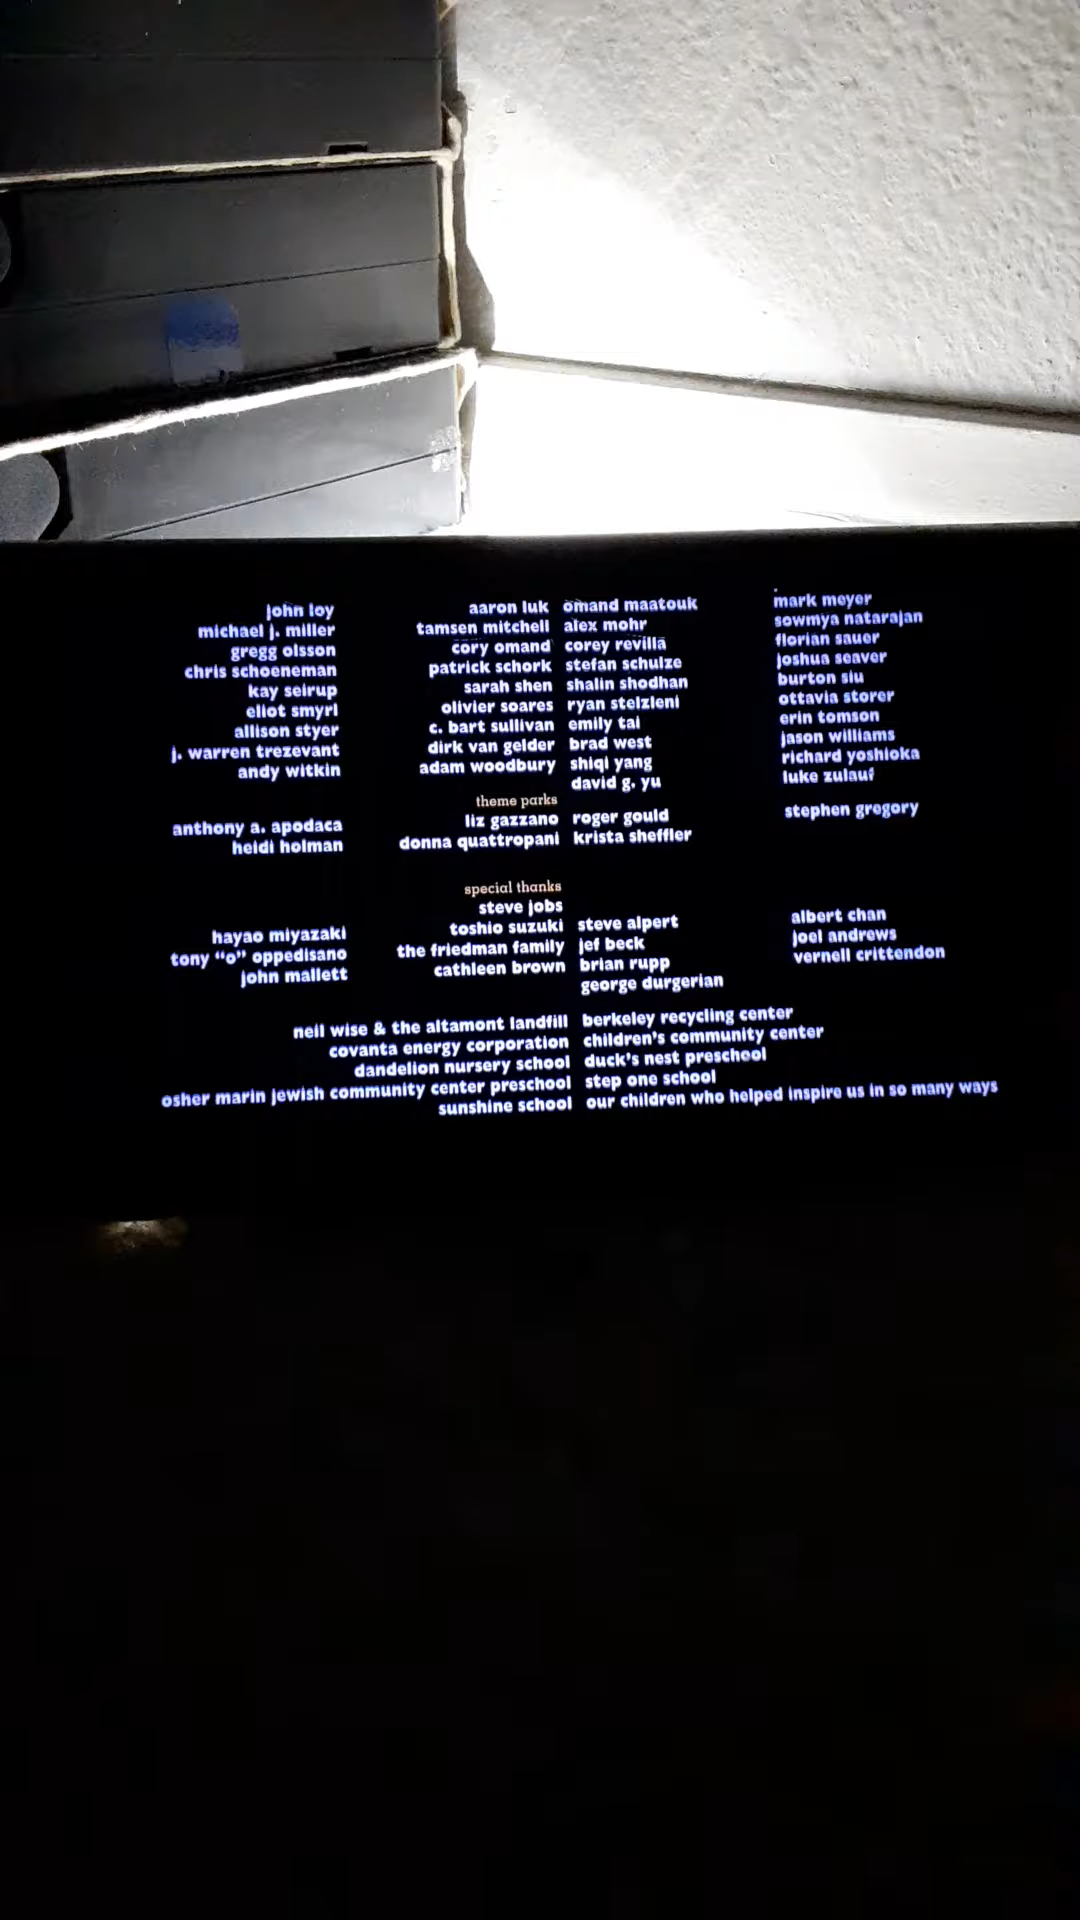 john loy aaron luk omand maatouk mark meyer
michael j. miller tamsen mitchell alex mohr sowmya natarajan
gregg olsson cory omand corey revilla florian sauer
chris schoeneman patrick schork stefan schulze joshua seaver
kay seirup sarah shen shalin shodhan burton siu
eliot smyrl olivier soares ryan stelzleni ottavia storer
allison styer c. bart sullivan emily tai erin tomson
j. warren trezevant dirk van gelder brad west jason williams
andy witkin adam woodbury shiqi yang richard yoshioka
david g. yu luke zulauf
theme parks
anthony a. apodaca liz gazzano roger gould stephen gregory
heidi holman donna quattropani krista sheffler
special thanks
steve jobs
hayao miyazaki toshio suzuki steve alpert albert chan
tony “o” oppedisano the friedman family jef beck joel andrews
john mallett cathleen brown brian rupp vernell crittendon
george durgerian
neil wise & the altamont landfill berkeley recycling center
covanta energy corporation children’s community center
dandelion nursery school duck’s nest preschool
osher marin jewish community center preschool step one school
sunshine school our children who helped inspire us in so many ways